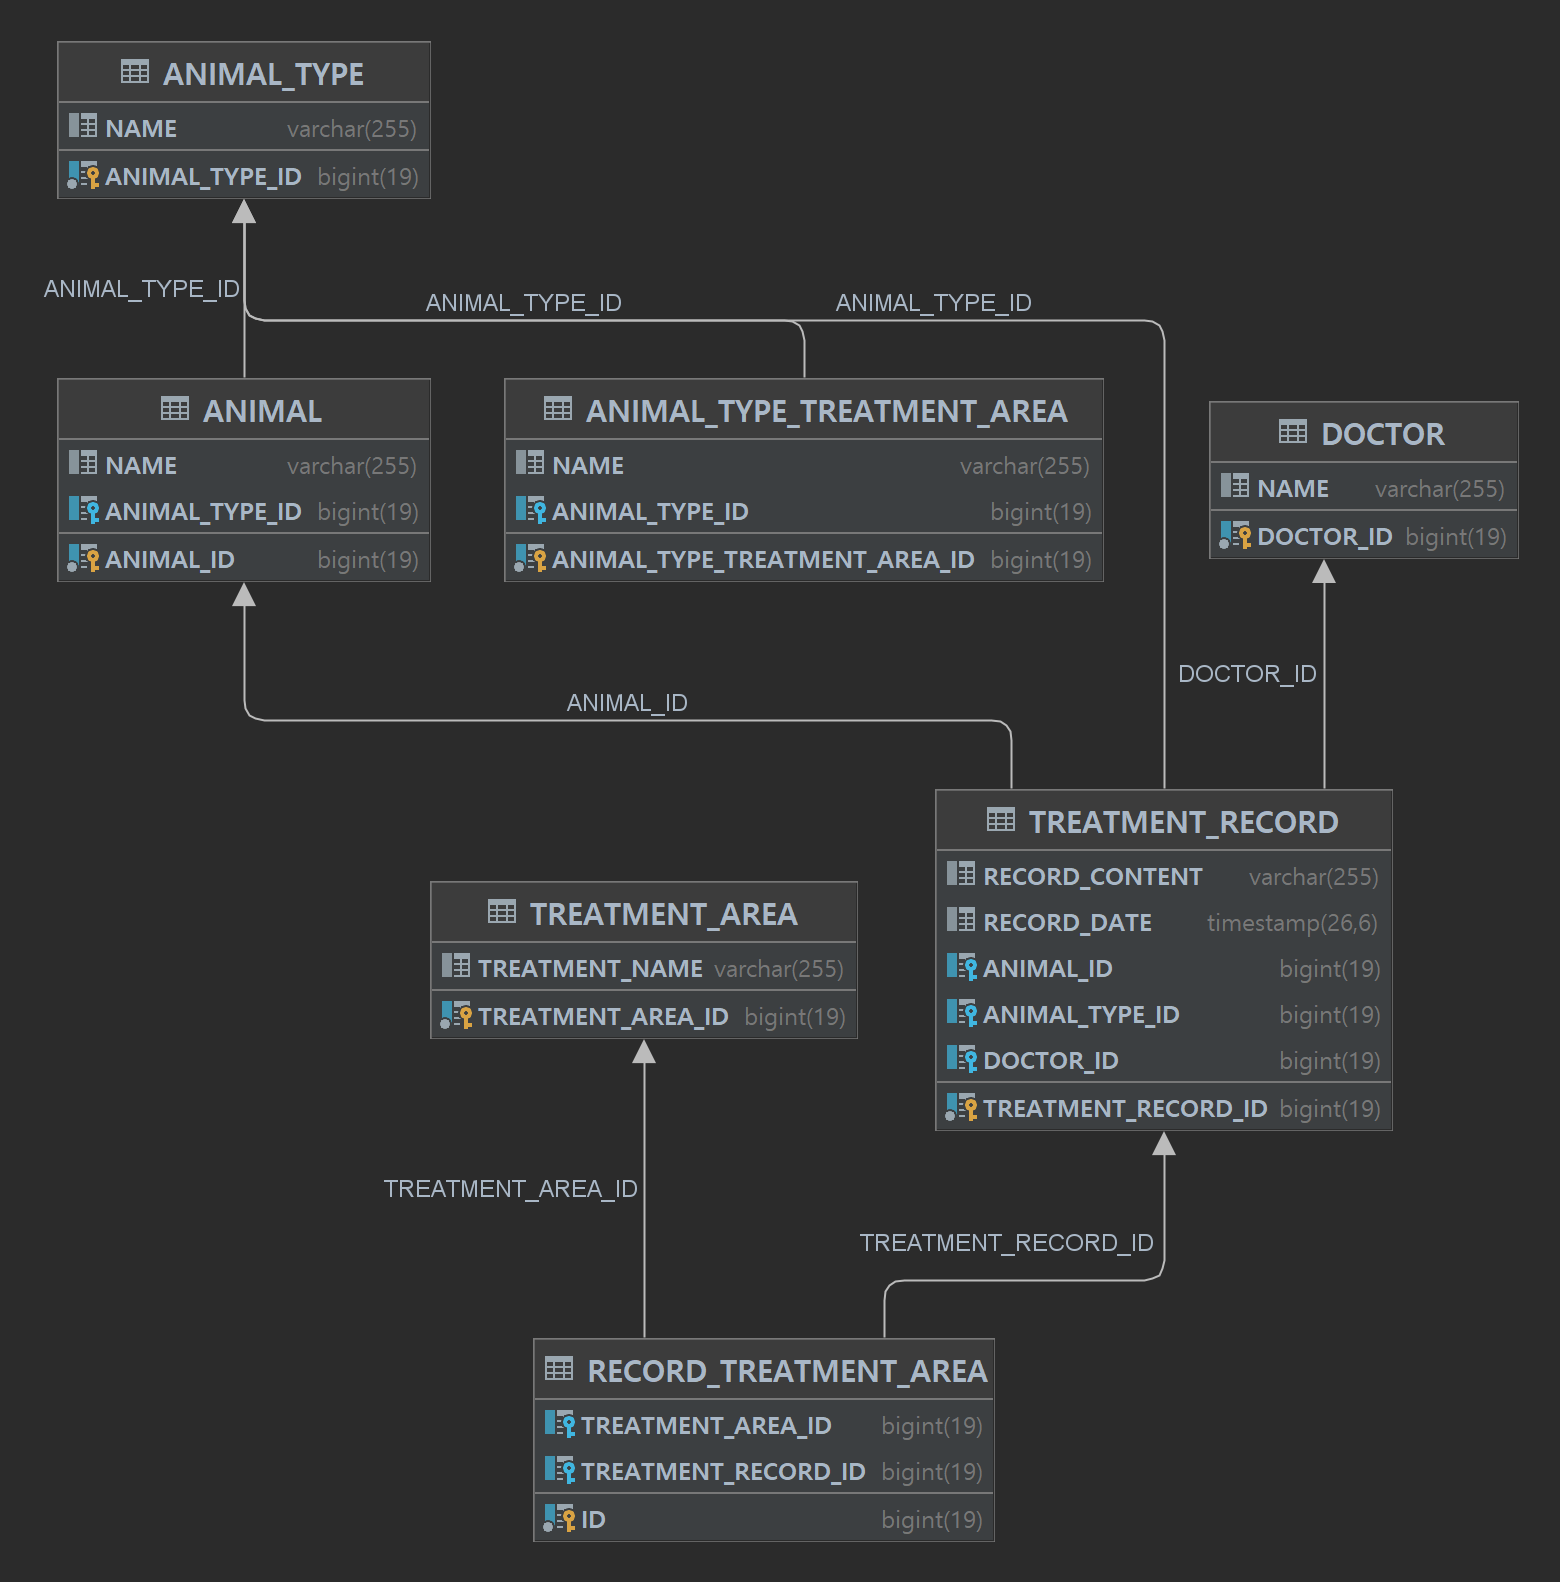 ANIMAL_TYPE
NAME varchar(255)
ANIMAL_TYPE_ID bigint(19)
ANIMAL_TYPE_ID
ANIMAL_TYPE_ID
ANIMAL_TYPE_ID
ANIMAL
NAME varchar(255)
ANIMAL_TYPE_ID bigint(19)
ANIMAL_ID bigint(19)
ANIMAL_TYPE_TREATMENT_AREA
NAME varchar(255)
ANIMAL_TYPE_ID bigint(19)
ANIMAL_TYPE_TREATMENT_AREA_ID bigint(19)
DOCTOR
NAME varchar(255)
DOCTOR_ID bigint(19)
DOCTOR_ID
ANIMAL_ID
TREATMENT_RECORD
RECORD_CONTENT varchar(255)
RECORD_DATE timestamp(26,6)
ANIMAL_ID bigint(19)
ANIMAL_TYPE_ID bigint(19)
DOCTOR_ID bigint(19)
TREATMENT_RECORD_ID bigint(19)
TREATMENT_AREA
TREATMENT_NAME varchar(255)
TREATMENT_AREA_ID bigint(19)
TREATMENT_AREA_ID
TREATMENT_RECORD_ID
RECORD_TREATMENT_AREA
TREATMENT_AREA_ID bigint(19)
TREATMENT_RECORD_ID bigint(19)
ID bigint(19)